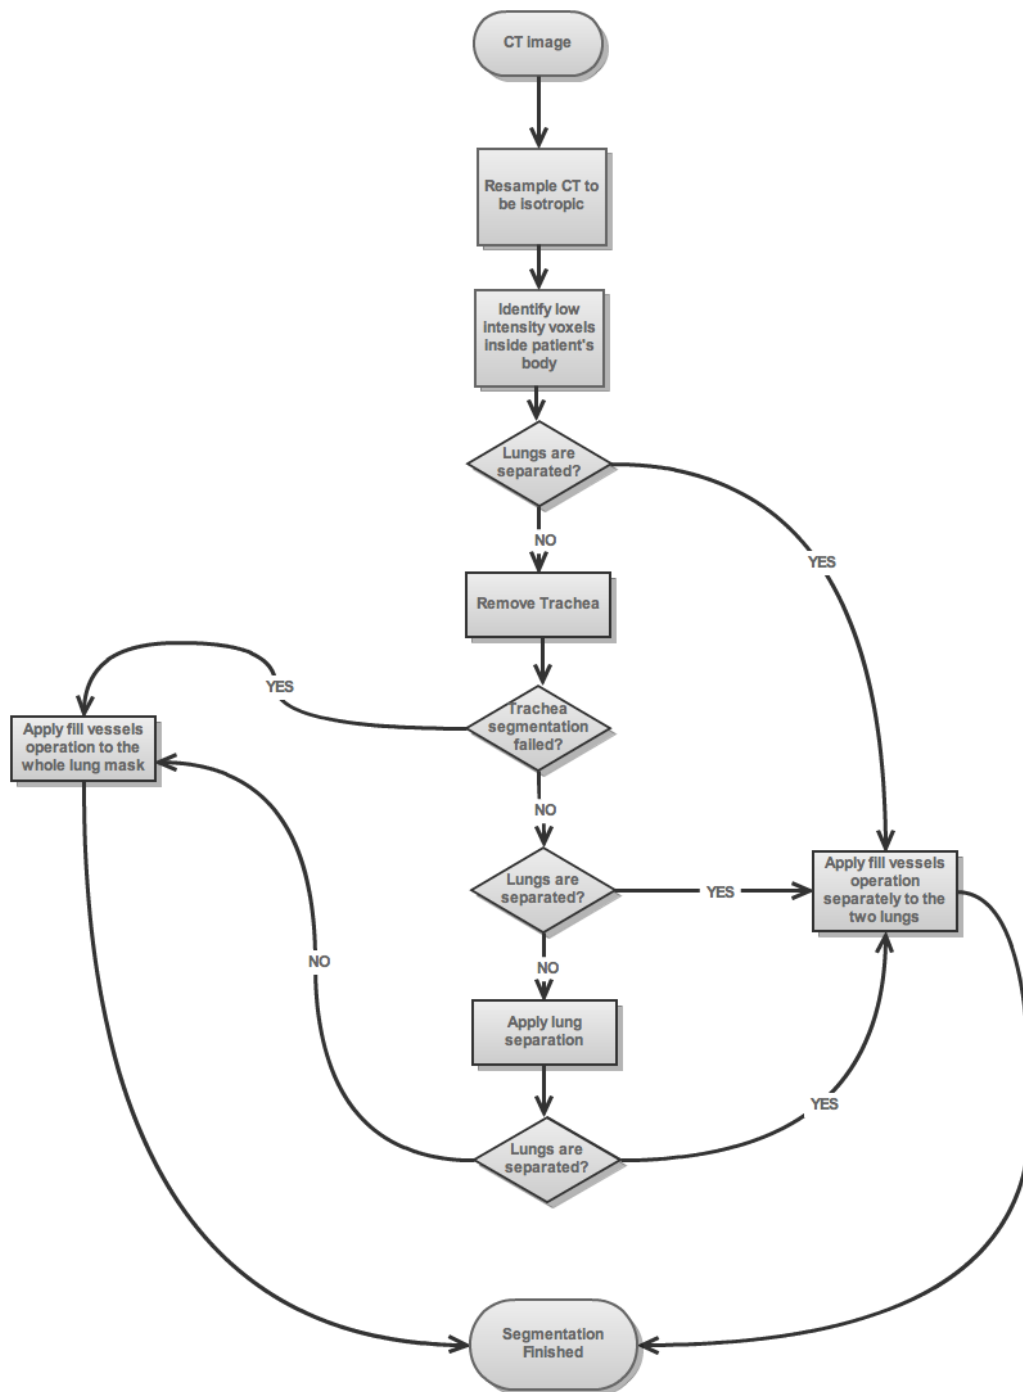 CT image
Resample CT to
be isotropic
Identify low
intensity voxels
inside patient's
body
Lungs are
separated?
YES
NO
Remove Trachea
YES
Trachea
segmentation
failed?
Apply fill vessels
operation to the
whole lung mask
NO
Lungs are
separated?
YES
Apply fill vessels
operation
separately to the
two lungs
NO
NO
Apply lung
separation
YES
Lungs are
separated?
Segmentation
Finished